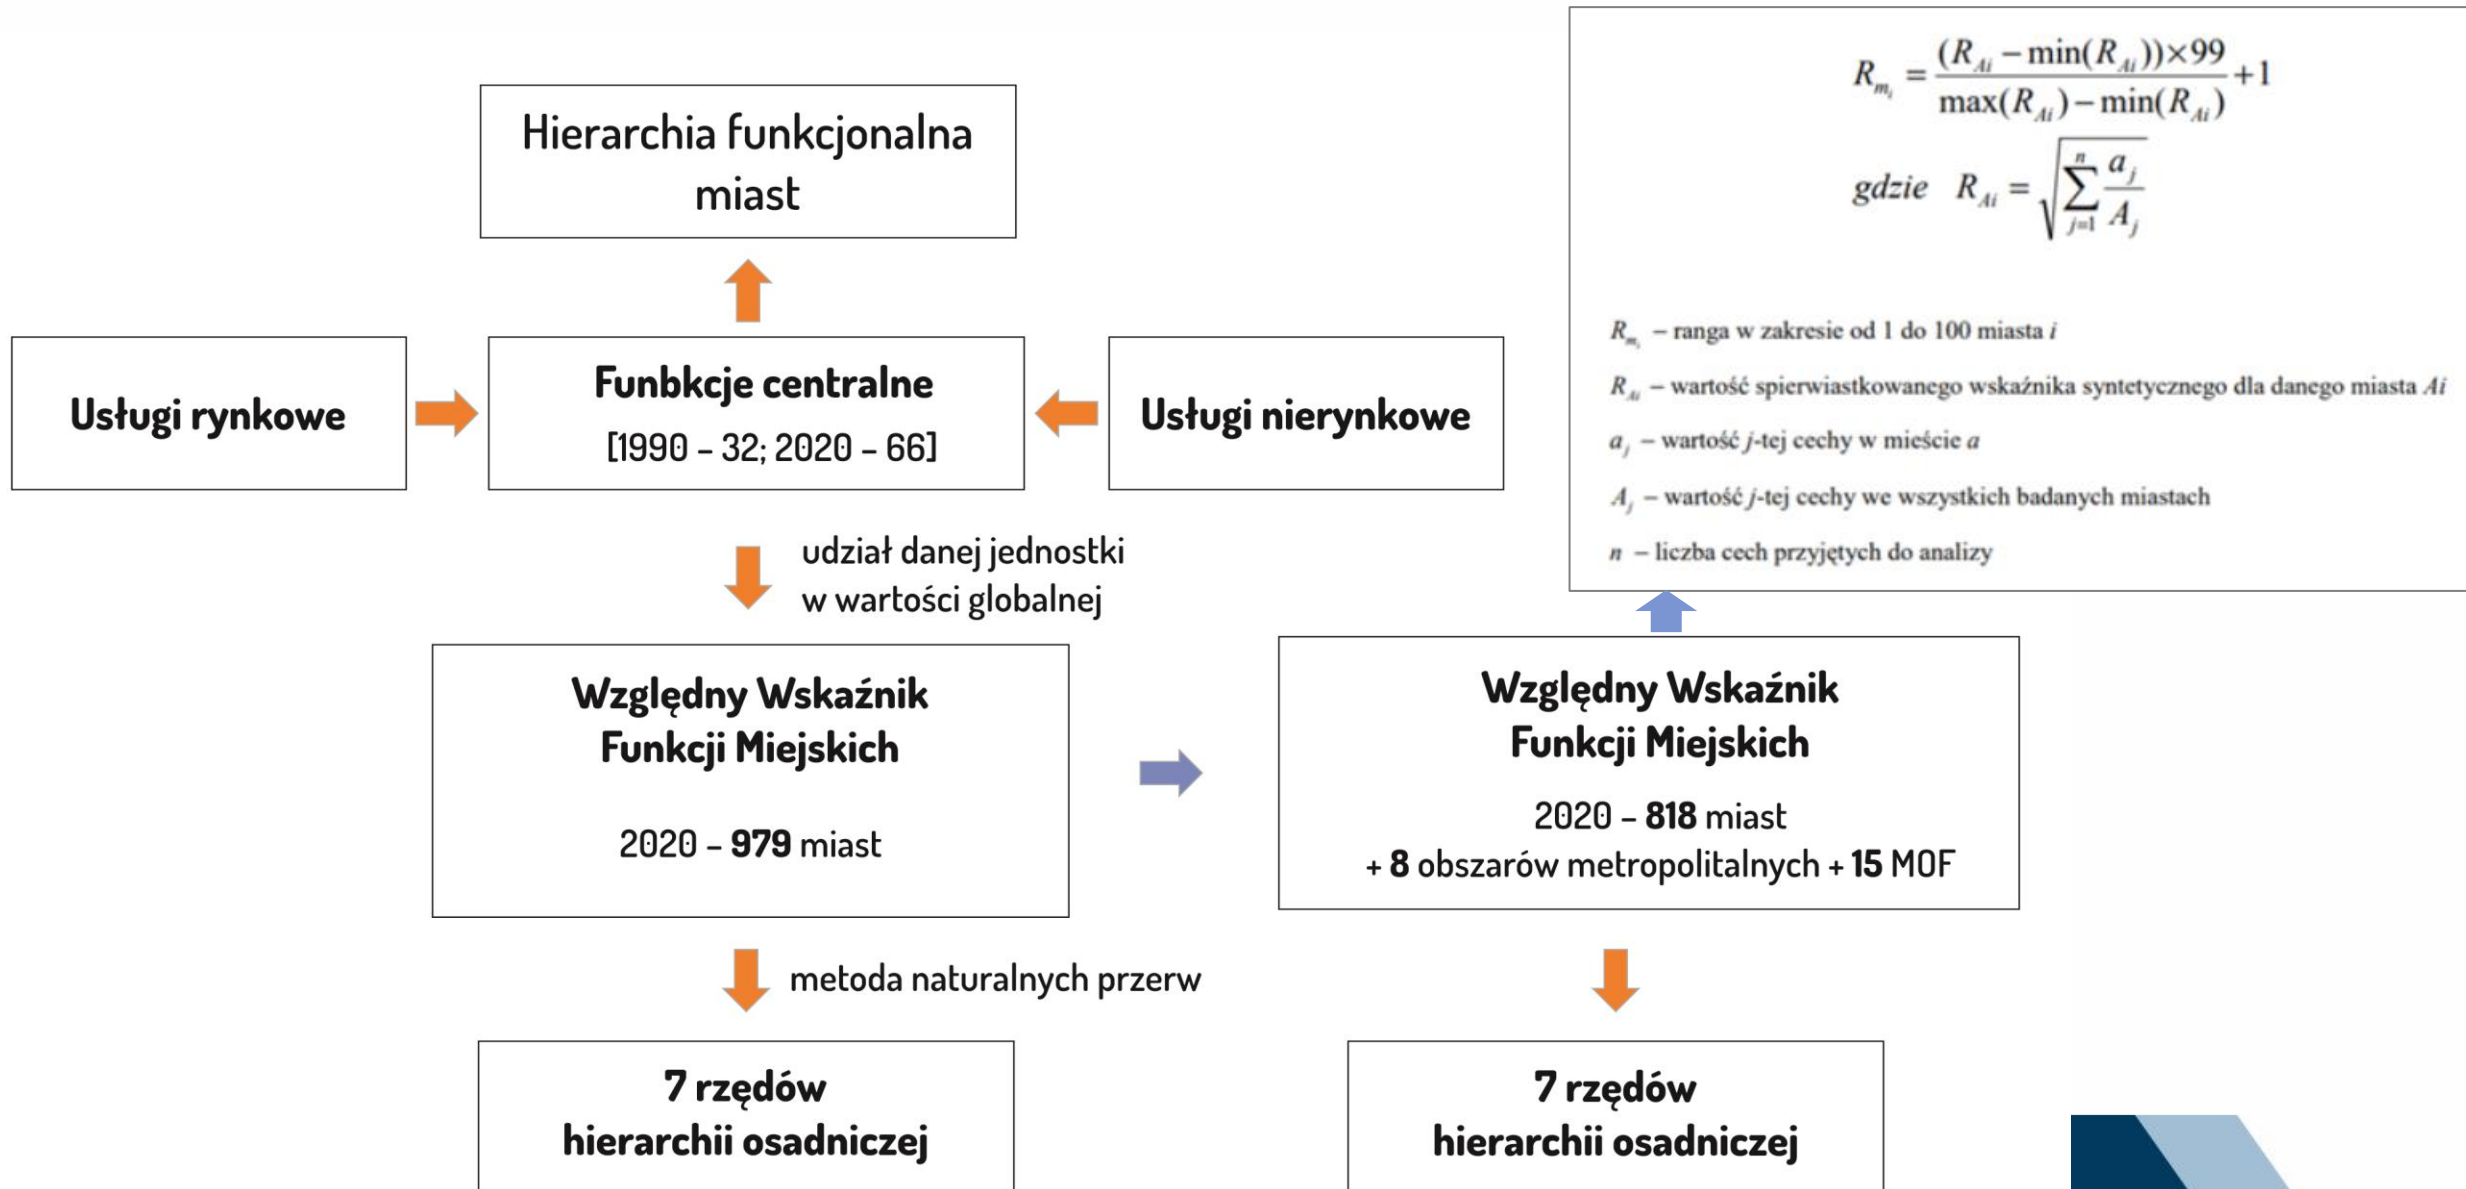 Hierarchia funkcjonalna
miast
Usługi rynkowe
Funbkcje centralne
[1990 – 32; 2020 – 66]
Usługi nierynkowe
udział danej jednostki
w wartości globalnej
Względny Wskaźnik
Funkcji Miejskich
2020 – 979 miast
metoda naturalnych przerw
7 rzędów
hierarchii osadniczej
R_{m_i} = \frac{(R_{Ai} − min(R_{Ai}))×99}{max(R_{Ai}) − min(R_{Ai})} + 1
gdzie R_{Ai} = \sqrt{\sum_{j=1}^{n} \frac{a_j}{A_j}}
R_{m_i} – ranga w zakresie od 1 do 100 miasta i
R_{Ai} – wartość spierwiastkowanego wskaźnika syntetycznego dla danego miasta Ai
a_j – wartość j-tej cechy w mieście a
A_j – wartość j-tej cechy we wszystkich badanych miastach
n – liczba cech przyjętych do analizy
Względny Wskaźnik
Funkcji Miejskich
2020 – 818 miast
+ 8 obszarów metropolitalnych + 15 MOF
7 rzędów
hierarchii osadniczej